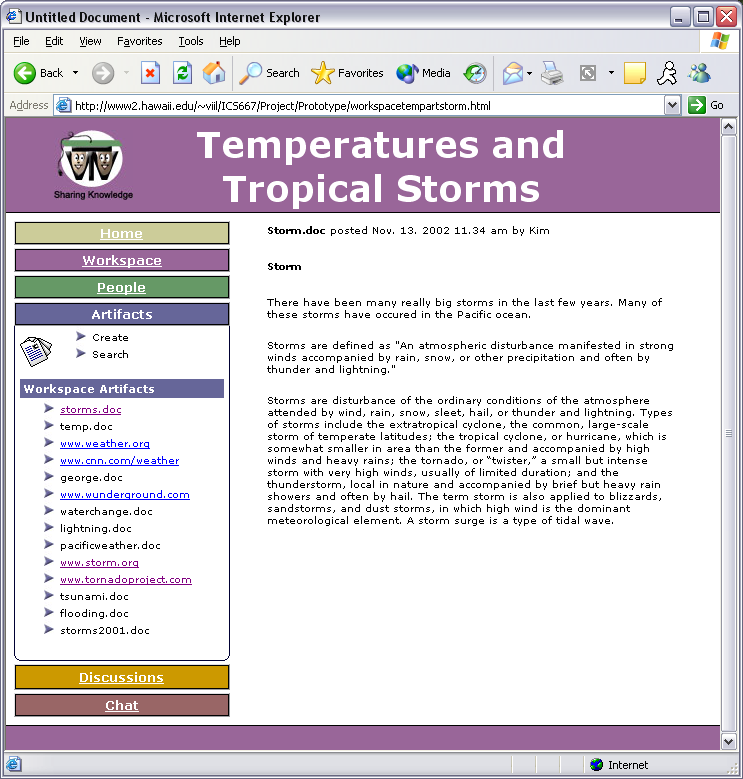 Untitled Document - Microsoft Internet Explorer
File Edit View Favorites Tools Help
Back Search Favorites Media
Address http://www2.hawaii.edu/~viil/ICS667/Project/Prototype/workspacetempartstorm.html Go
Temperatures and
Tropical Storms
Sharing Knowledge
Home
Workspace
People
Artifacts
Create
Search
Workspace Artifacts
storms.doc
temp.doc
www.weather.org
www.cnn.com/weather
george.doc
www.wunderground.com
waterchange.doc
lightning.doc
pacificweather.doc
www.storm.org
www.tornadoproject.com
tsunami.doc
flooding.doc
storms2001.doc
Discussions
Chat
Storm.doc posted Nov. 13. 2002 11.34 am by Kim
Storm
There have been many really big storms in the last few years. Many of
these storms have occured in the Pacific ocean.
Storms are defined as "An atmospheric disturbance manifested in strong
winds accompanied by rain, snow, or other precipitation and often by
thunder and lightning."
Storms are disturbance of the ordinary conditions of the atmosphere
attended by wind, rain, snow, sleet, hail, or thunder and lightning. Types
of storms include the extratropical cyclone, the common, large-scale
storm of temperate latitudes; the tropical cyclone, or hurricane, which is
somewhat smaller in area than the former and accompanied by high
winds and heavy rains; the tornado, or “twister,” a small but intense
storm with very high winds, usually of limited duration; and the
thunderstorm, local in nature and accompanied by brief but heavy rain
showers and often by hail. The term storm is also applied to blizzards,
sandstorms, and dust storms, in which high wind is the dominant
meteorological element. A storm surge is a type of tidal wave.
Internet